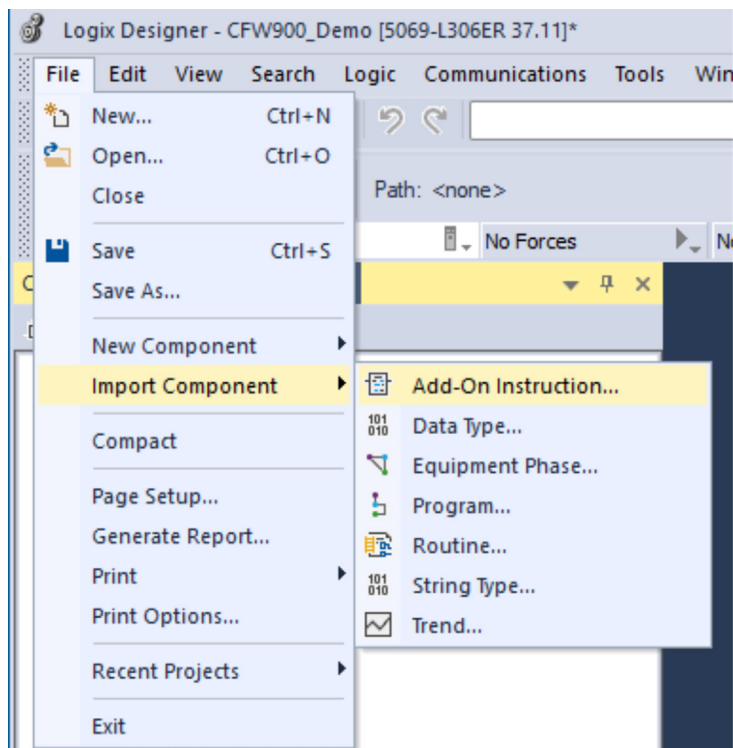 Logix Designer - CFW900_Demo [5069-L306ER 37.11]*
File Edit View Search Logic Communications Tools Win
New... Ctrl+N
Open... Ctrl+O
Close
Path: <none>
Save Ctrl+S
No Forces
Save As...
New Component
Import Component
Add-On Instruction...
Data Type...
Compact
Equipment Phase...
Page Setup...
Program...
Generate Report...
Routine...
Print
String Type...
Print Options...
Trend...
Recent Projects
Exit